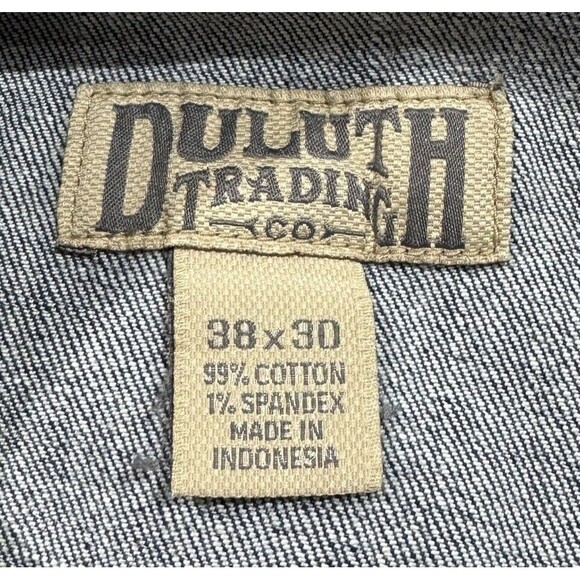 DULUTH
TRADING
CO
38 x 30
99% COTTON
1% SPANDEX
MADE IN
INDONESIA